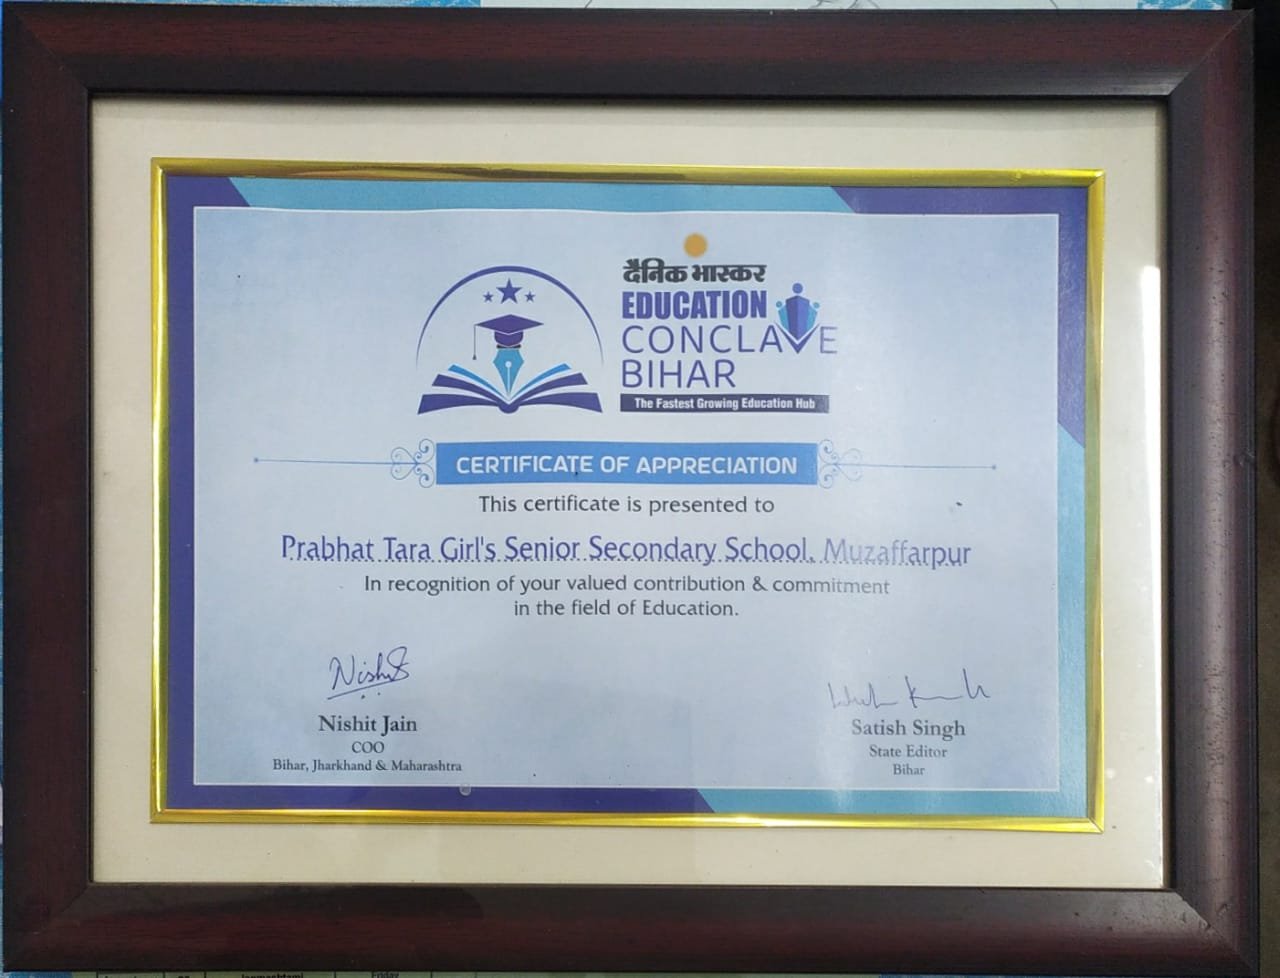 दैनिक भास्कर
EDUCATION
CONCLAVE
BIHAR
The Fastest Growing Education Hub
CERTIFICATE OF APPRECIATION
This certificate is presented to
Prabhat Tara Girl's Senior Secondary School, Muzaffarpur
In recognition of your valued contribution & commitment
in the field of Education.
Nishit
Nishit Jain
COO
Bihar, Jharkhand & Maharashtra
Satish Singh
State Editor
Bihar
Janmashtami
Friday